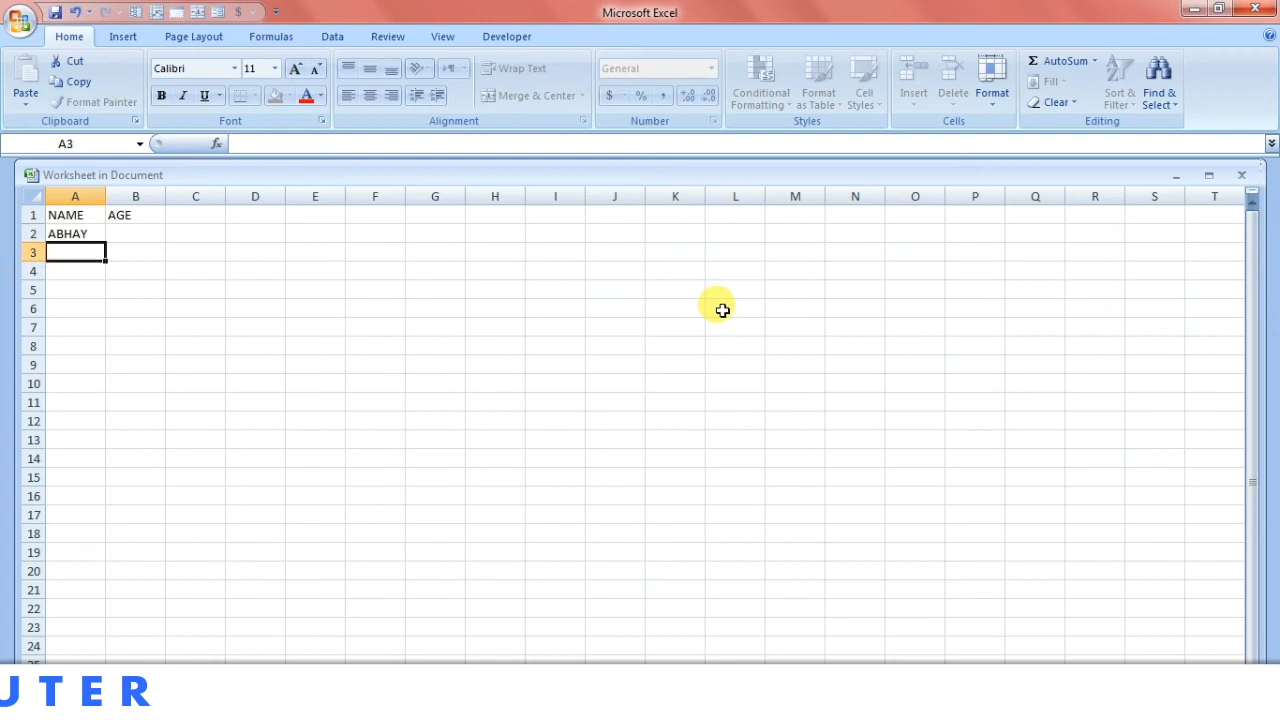 Microsoft Excel
Home Insert Page Layout Formulas Data Review View Developer
Paste Cut Copy Format Painter Clipboard
Calibri 11 A A B I U A Font
Wrap Text Merge & Center Alignment
General $ % , Number
Conditional Formatting Format as Table Cell Styles Styles
Insert Delete Format Cells
Σ AutoSum Fill Clear Sort & Filter Find & Select Editing
A3 fx
Worksheet in Document
A B C D E F G H I J K L M N O P Q R S T
1 NAME AGE
2 ABHAY
3
4
5
6
7
8
9
10
11
12
13
14
15
16
17
18
19
20
21
22
23
24
UTER